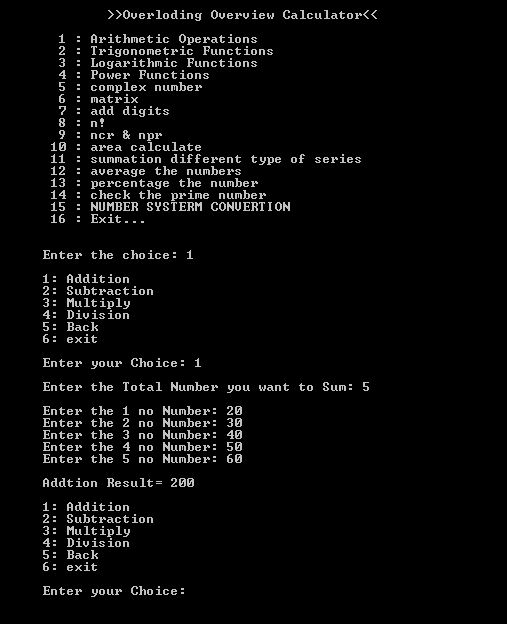 >>Overloding Overview Calculator<<
1 : Arithmetic Operations
2 : Trigonometric Functions
3 : Logarithmic Functions
4 : Power Functions
5 : complex number
6 : matrix
7 : add digits
8 : n!
9 : ncr & npr
10 : area calculate
11 : summation different type of series
12 : average the numbers
13 : percentage the number
14 : check the prime number
15 : NUMBER SYSTERM CONVERTION
16 : Exit...
Enter the choice: 1
1: Addition
2: Subtraction
3: Multiply
4: Division
5: Back
6: exit
Enter your Choice: 1
Enter the Total Number you want to Sum: 5
Enter the 1 no Number: 20
Enter the 2 no Number: 30
Enter the 3 no Number: 40
Enter the 4 no Number: 50
Enter the 5 no Number: 60
Addtion Result= 200
1: Addition
2: Subtraction
3: Multiply
4: Division
5: Back
6: exit
Enter your Choice: